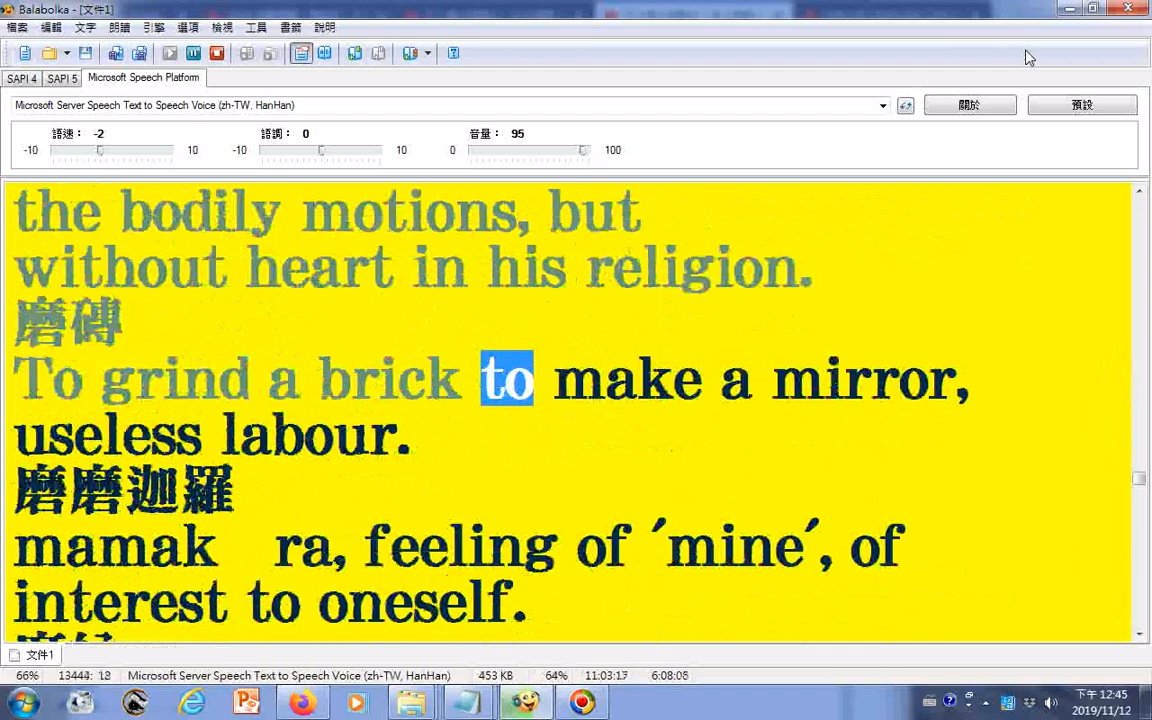 Balabolka - [文件1]
檔案 編輯 文字 朗讀 引擎 選項 檢視 工具 書籤 說明
SAPI 4 SAPI 5 Microsoft Speech Platform
Microsoft Server Speech Text to Speech Voice (zh-TW, HanHan) 關於 預設
語速： -2 語調： 0 音量： 95
-10 10 -10 10 0 100
the bodily motions, but
without heart in his religion.
磨磚
To grind a brick to make a mirror,
useless labour.
磨磨迦羅
mamak ra, feeling of 'mine', of
interest to oneself.
文件1
66% 13444: 18 Microsoft Server Speech Text to Speech Voice (zh-TW, HanHan) 453 KB 64% 11:03:17 6:08:08
下午 12:45
2019/11/12